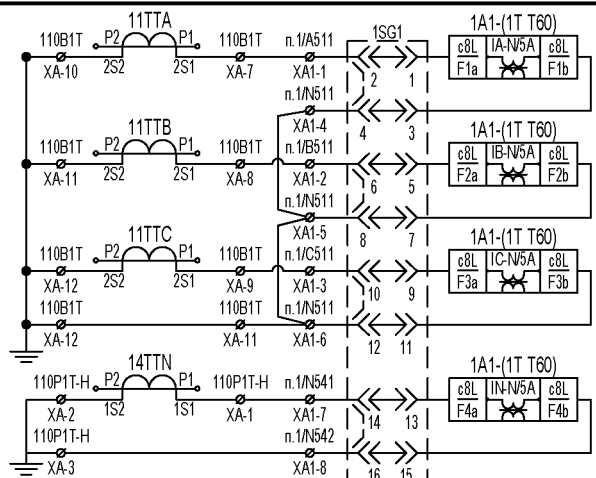 11TTA 1SG1 1A1-(1T T60)
110B1T P2 P1 110B1T п.1/A511 c8L IA-N/5A c8L
XA-10 2S2 2S1 XA-7 XA1-1 2 1 F1a F1b
п.1/N511
XA1-4 4 3
11TTB 1A1-(1T T60)
110B1T P2 P1 110B1T п.1/B511 c8L IB-N/5A c8L
XA-11 2S2 2S1 XA-8 XA1-2 6 5 F2a F2b
п.1/N511
XA1-5 8 7
11TTC 1A1-(1T T60)
110B1T P2 P1 110B1T п.1/C511 c8L IC-N/5A c8L
XA-12 2S2 2S1 XA-9 XA1-3 10 9 F3a F3b
110B1T 110B1T п.1/N511
XA-12 XA-11 XA1-6 12 11
14TTN 1A1-(1T T60)
110P1T-H P2 P1 110P1T-H п.1/N541 c8L IN-N/5A c8L
XA-2 1S2 1S1 XA-1 XA1-7 14 13 F4a F4b
110P1T-H п.1/N542
XA-3 XA1-8 16 15